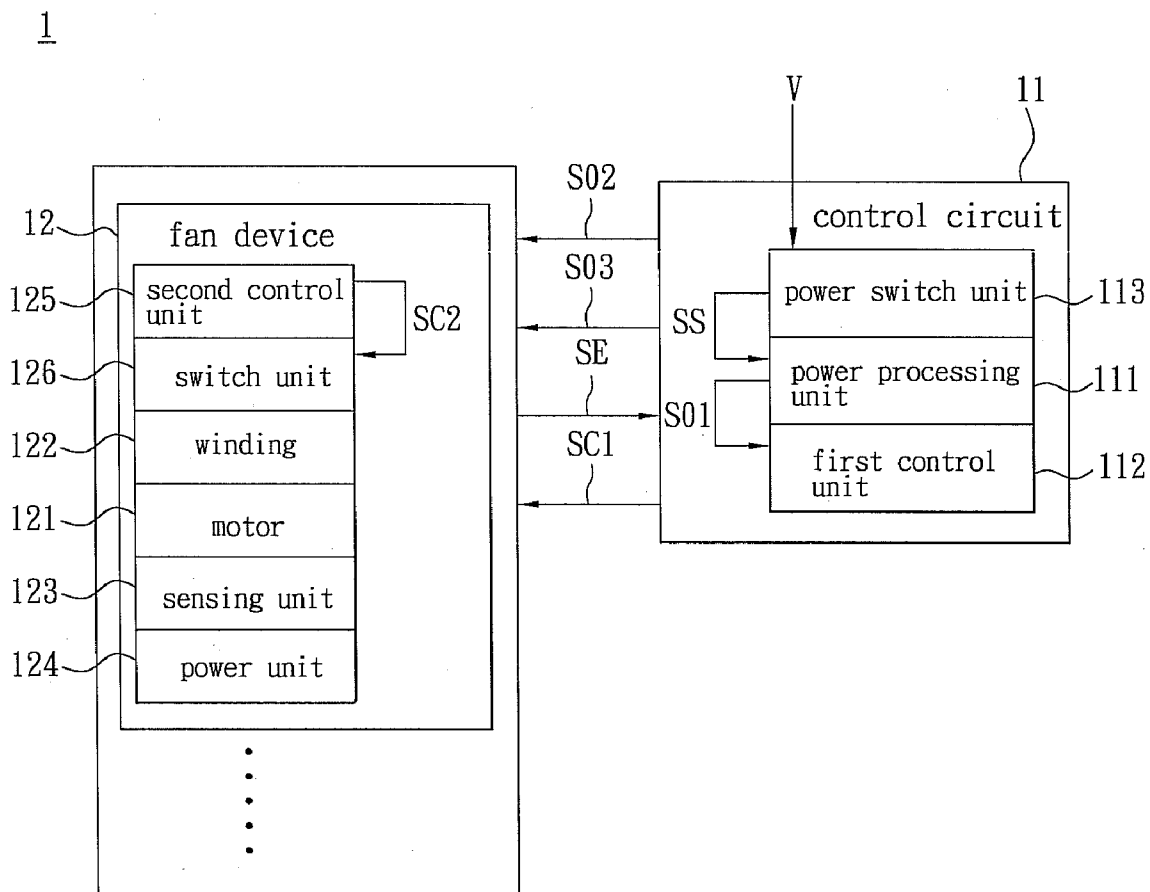 1
V
11
S02
control circuit
12
fan device
S03
125
second control
unit
SC2
power switch unit
113
SS
126
switch unit
SE
power processing
unit
111
S01
122
winding
SC1
first control
unit
112
121
motor
123
sensing unit
124
power unit